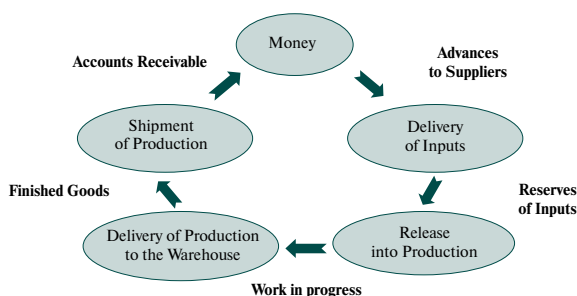 Money
Accounts Receivable
Advances
to Suppliers
Shipment
of Production
Delivery
of Inputs
Finished Goods
Reserves
of Inputs
Delivery of Production
to the Warehouse
Release
into Production
Work in progress